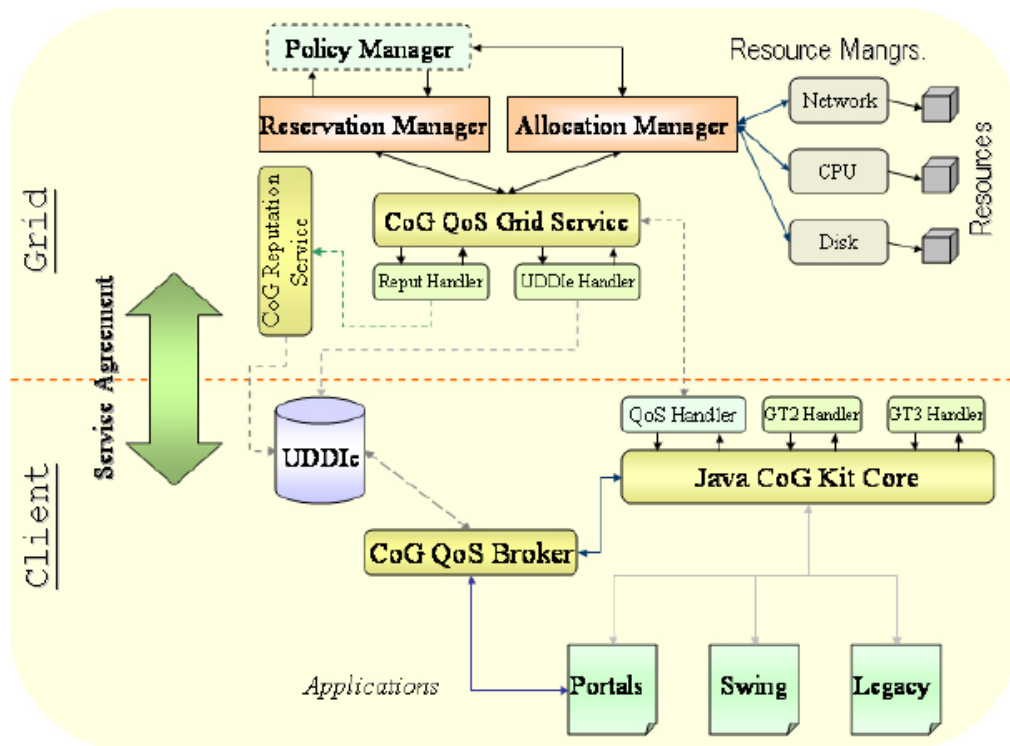 Policy Manager
Resource Mangrs.
Reservation Manager
Allocation Manager
Network
CPU
Disk
Resources
Grid
CoG Reputation
Service
CoG QoS Grid Service
Reput Handler
UDDIe Handler
Service Agreement
Client
UDDIe
QoS Handler
GT2 Handler
GT3 Handler
Java CoG Kit Core
CoG QoS Broker
Applications
Portals
Swing
Legacy